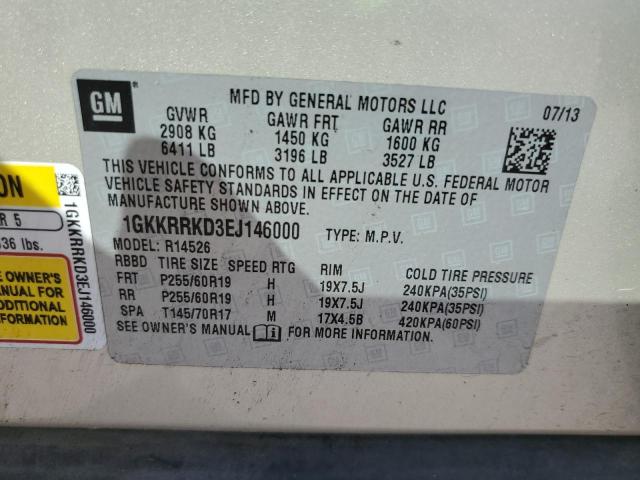 GM
MFD BY GENERAL MOTORS LLC
07/13
GVWR GAWR FRT GAWR RR
2908 KG 1450 KG 1600 KG
6411 LB 3196 LB 3527 LB
THIS VEHICLE CONFORMS TO ALL APPLICABLE U.S. FEDERAL MOTOR
VEHICLE SAFETY STANDARDS IN EFFECT ON THE DATE OF
MANUFACTURE SHOWN ABOVE.
1GKKRRKD3EJ146000 TYPE: M.P.V.
MODEL: R14526
RBBD TIRE SIZE SPEED RTG RIM COLD TIRE PRESSURE
FRT P255/60R19 H 19X7.5J 240KPA(35PSI)
RR P255/60R19 H 19X7.5J 240KPA(35PSI)
SPA T145/70R17 M 17X4.5B 420KPA(60PSI)
SEE OWNER'S MANUAL FOR MORE INFORMATION.
ION
R 5
36 lbs.
E OWNER'S
NUAL FOR
DDITIONAL
FORMATION
1GKKRRKD3EJ146000